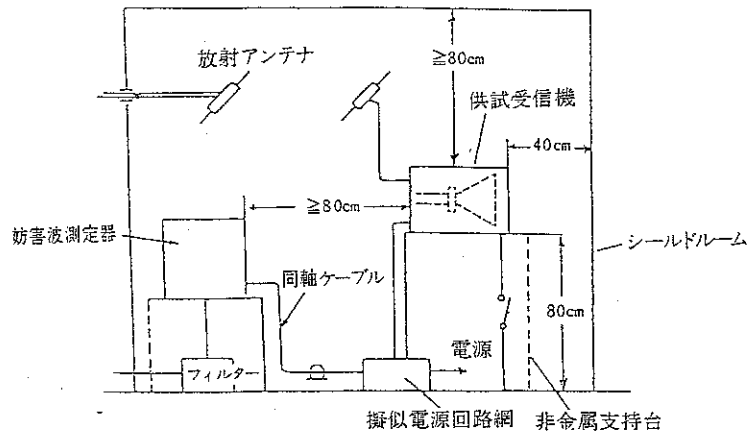 放射アンテナ
≧80cm
供試受信機
40cm
≧80cm
妨害波測定器
シールドルーム
同軸ケーブル
80cm
電源
フィルター
擬似電源回路網
非金属支持台